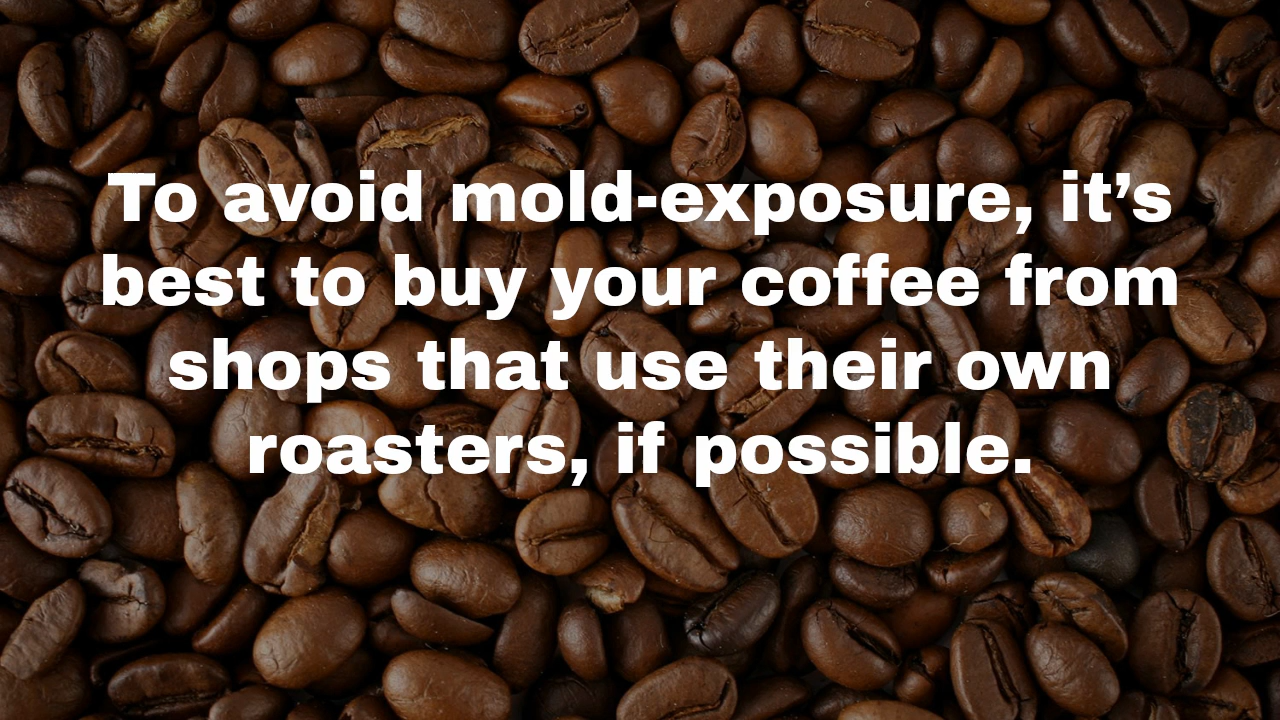 To avoid mold-exposure, it’s
best to buy your coffee from
shops that use their own
roasters, if possible.